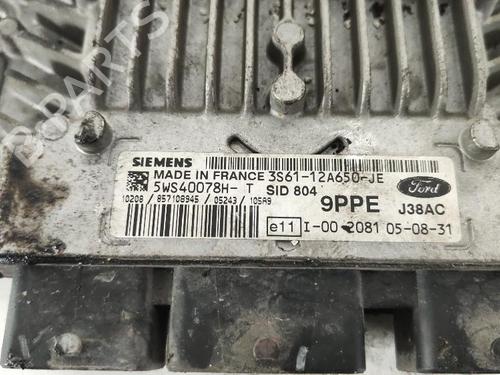 B-PARTS
SIEMENS
MADE IN FRANCE 3S61-12A650-JE
5WS40078H- T SID 804
10208 / 857108945 / 05243 / 105A9
9PPE
Ford
J38AC
e11 I-00 2081 05-08-31